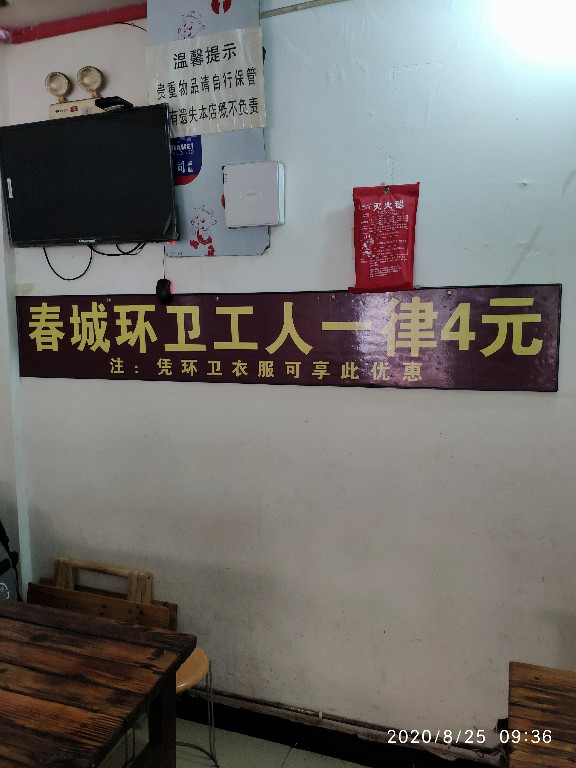 温馨提示
贵重物品请自行保管
有遗失本店概不负责
灭火毯
春城环卫工人一律4元
注：凭环卫衣服可享此优惠
2020/8/25 09:36